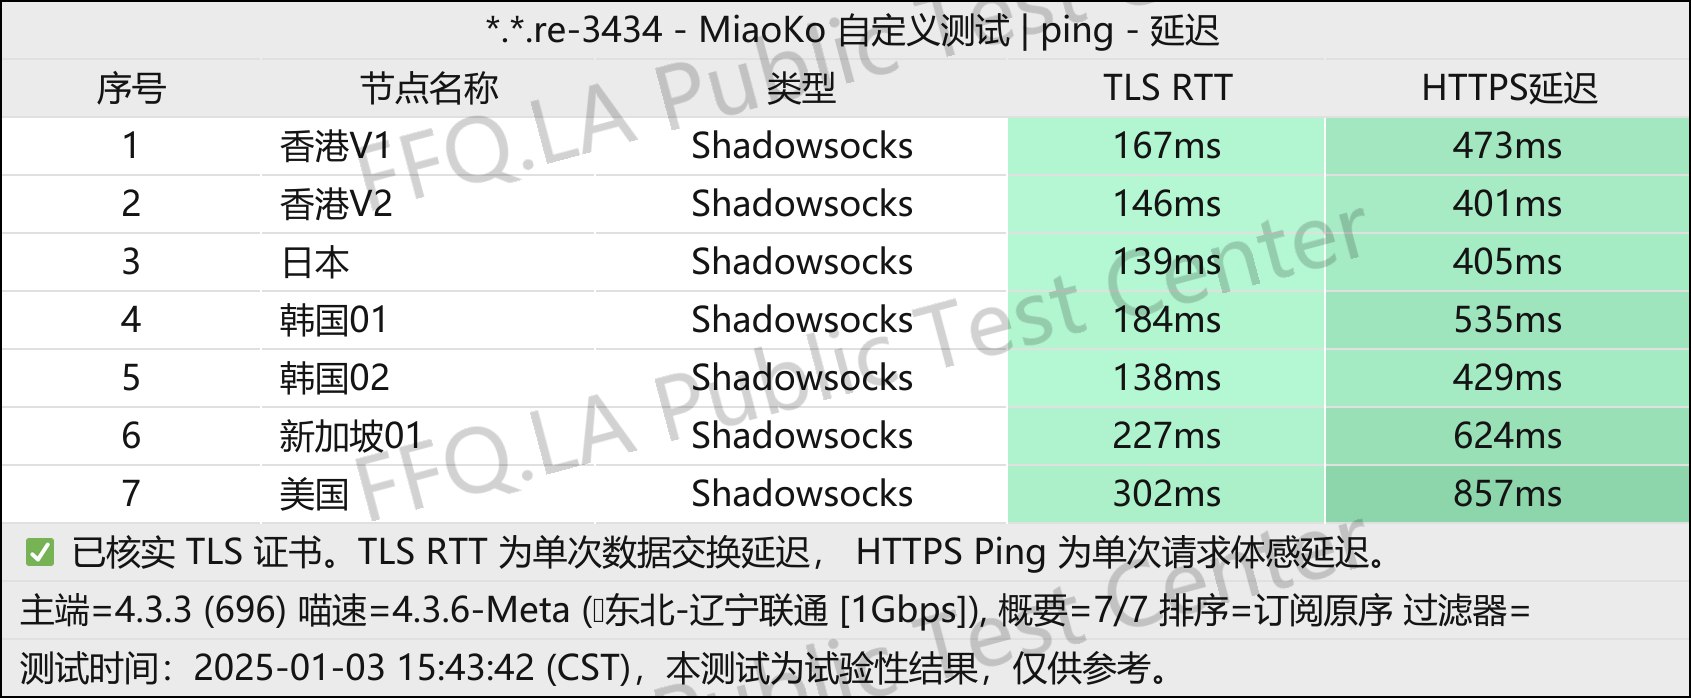 *.*.re-3434 - MiaoKo 自定义测试 | ping - 延迟
序号 节点名称 类型 TLS RTT HTTPS延迟
1 香港V1 Shadowsocks 167ms 473ms
2 香港V2 Shadowsocks 146ms 401ms
3 日本 Shadowsocks 139ms 405ms
4 韩国01 Shadowsocks 184ms 535ms
5 韩国02 Shadowsocks 138ms 429ms
6 新加坡01 Shadowsocks 227ms 624ms
7 美国 Shadowsocks 302ms 857ms
✅ 已核实 TLS 证书。TLS RTT 为单次数据交换延迟， HTTPS Ping 为单次请求体感延迟。
主端=4.3.3 (696) 喵速=4.3.6-Meta (东北-辽宁联通 [1Gbps]), 概要=7/7 排序=订阅原序 过滤器=
测试时间：2025-01-03 15:43:42 (CST)，本测试为试验性结果，仅供参考。
FFQ.LA Public Test Center
FFQ.LA Public Test Center
Public Test Center